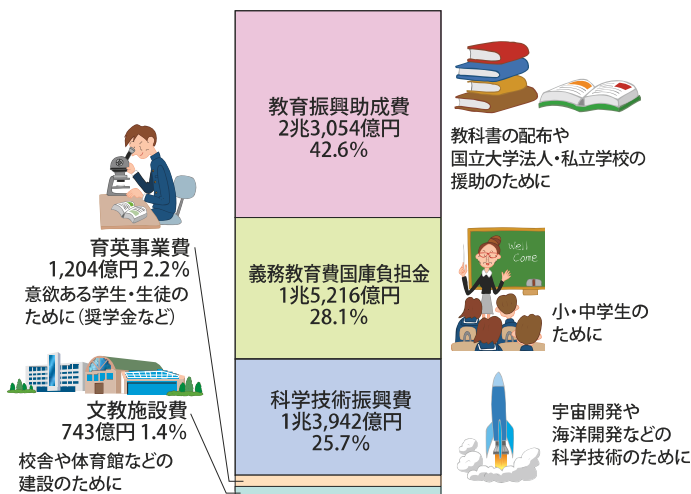 教育振興助成費
2兆3,054億円
42.6%
教科書の配布や
国立大学法人・私立学校の
援助のために
義務教育費国庫負担金
1兆5,216億円
28.1%
Well
Come
小・中学生の
ために
科学技術振興費
1兆3,942億円
25.7%
宇宙開発や
海洋開発などの
科学技術のために
育英事業費
1,204億円 2.2%
意欲ある学生・生徒の
ために（奨学金など）
文教施設費
743億円 1.4%
校舎や体育館などの
建設のために